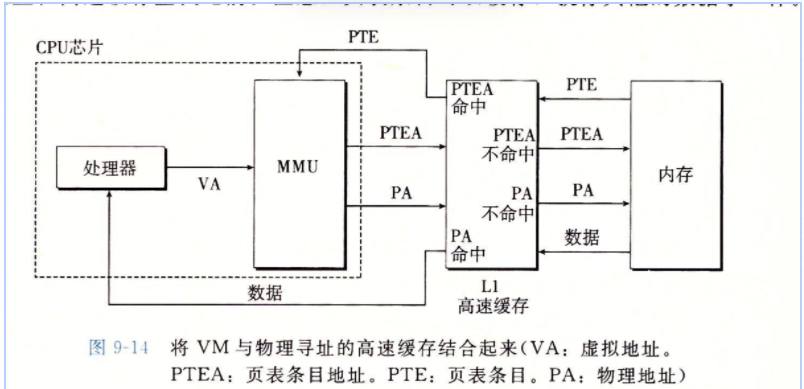 PTE
CPU芯片
PTEA
命中
PTE
PTEA
PTEA
不命中
PTEA
处理器
MMU
内存
VA
PA
PA
不命中
PA
PA
命中
数据
数据
L1
高速缓存
图 9-14 将 VM 与物理寻址的高速缓存结合起来(VA:虚拟地址。
PTEA:页表条目地址。PTE:页表条目。PA:物理地址)